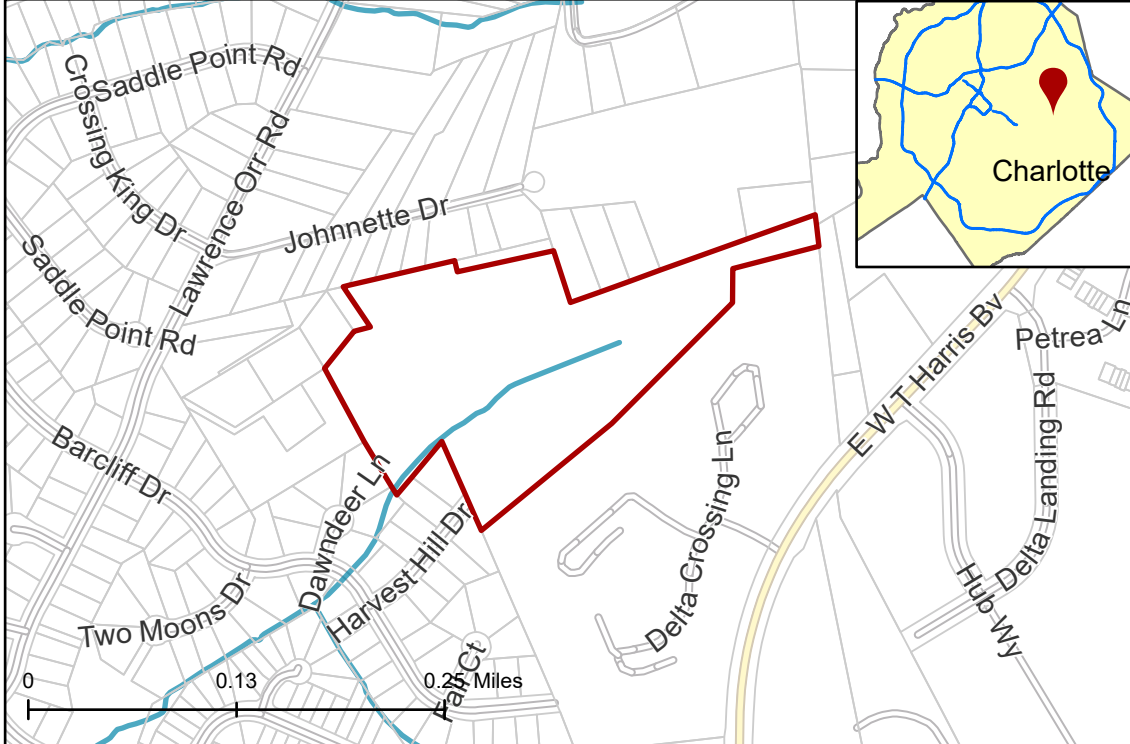 Saddle Point Rd
Crossing King Dr
Lawrence Orr Rd
Johnnette Dr
Saddle Point Rd
Charlotte
E W T Harris Bv
Petrea Ln
Barcliff Dr
Dawndeer Ln
Harvest Hill Dr
Delta Crossing Ln
Delta Landing Rd
Hub Wy
Two Moons Dr
Fall Ct
0 0.13 0.25 Miles